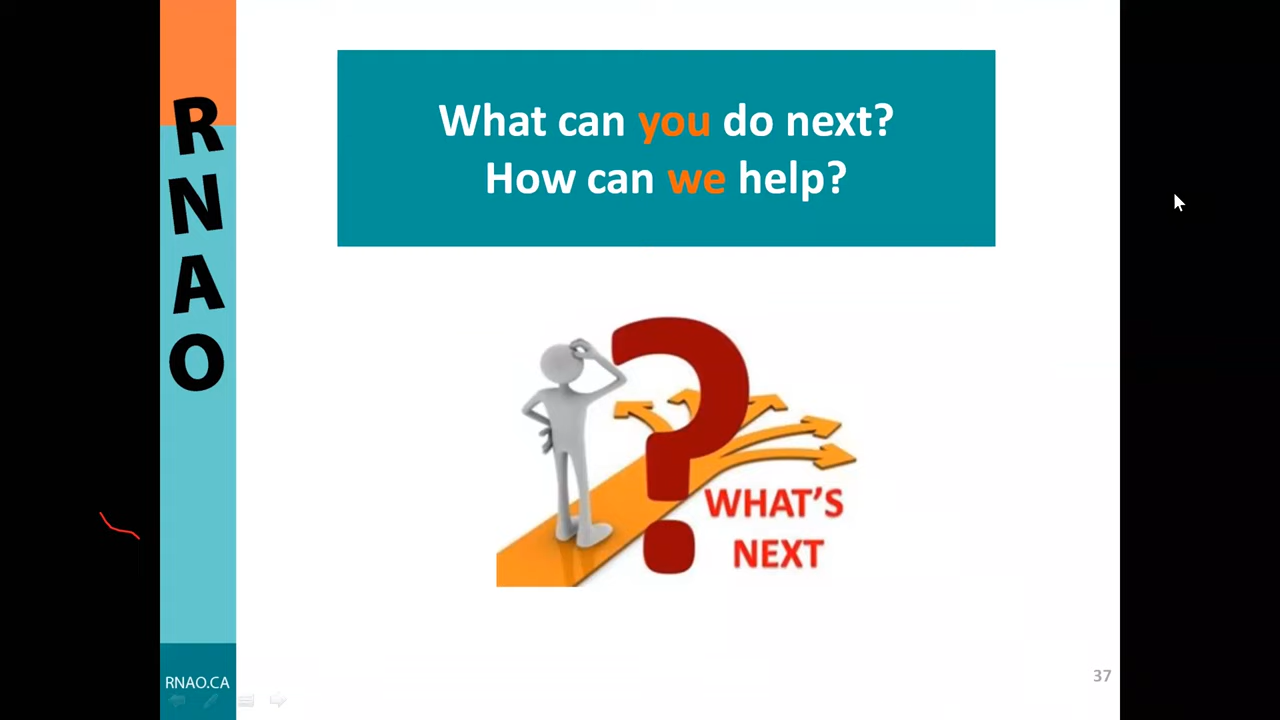 RNAO
What can you do next?
How can we help?
WHAT'S
NEXT
RNAO.CA
37